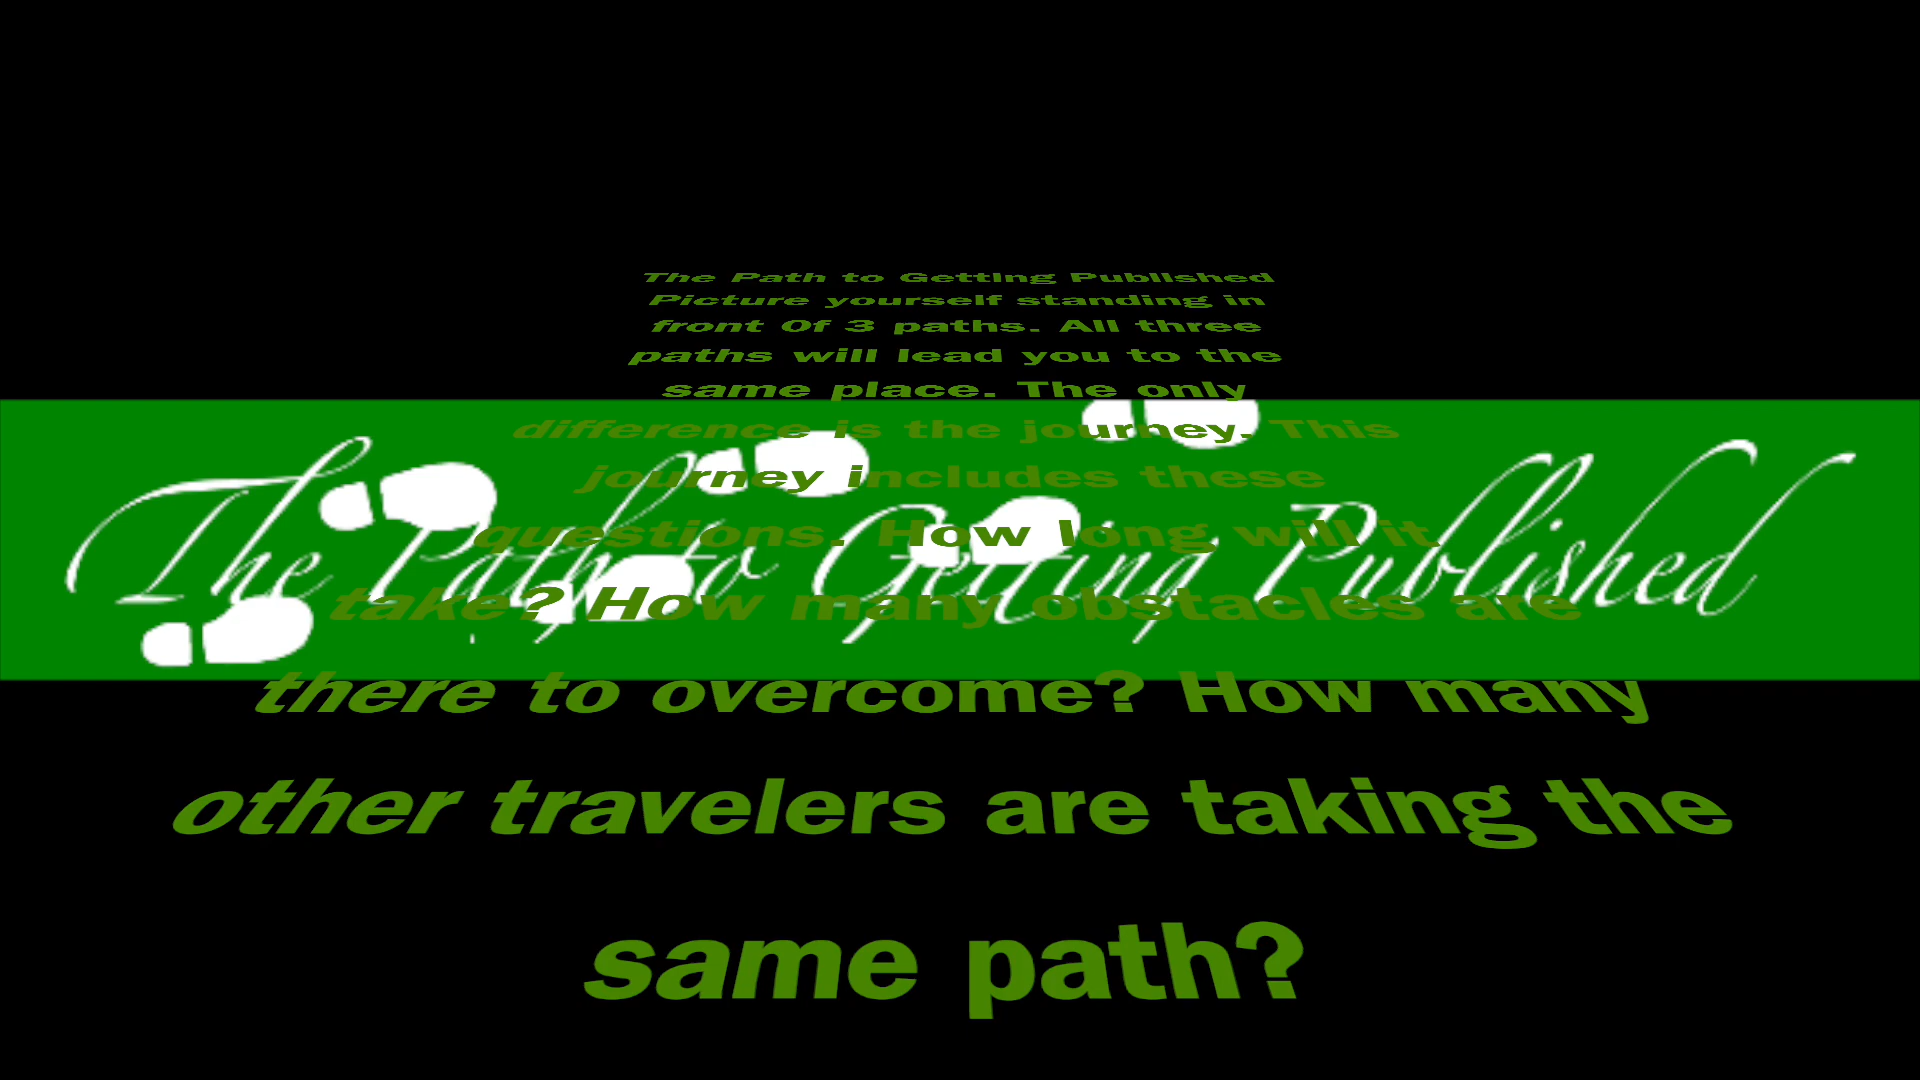 The Path to Getting Published
Picture yourself standing in
front Of 3 paths. All three
paths will lead you to the
same place. The only
difference is the journey. This
journey includes these
questions. How long will it
take? How many obstacles are
there to overcome? How many
other travelers are taking the
same path?
The Path to Getting Published